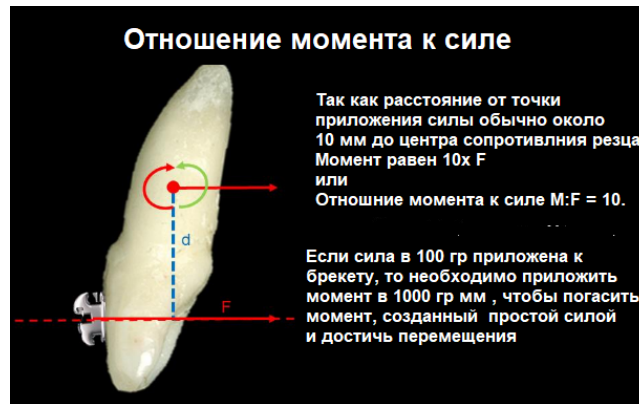 Отношение момента к силе
Так как расстояние от точки
приложения силы обычно около
10 мм до центра сопротивлния резца
Момент равен 10x F
или
Отношние момента к силе M:F = 10.
d
Если сила в 100 гр приложена к
брекету, то необходимо приложить
момент в 1000 гр мм , чтобы погасить
момент, созданный простой силой
и достичь перемещения
F